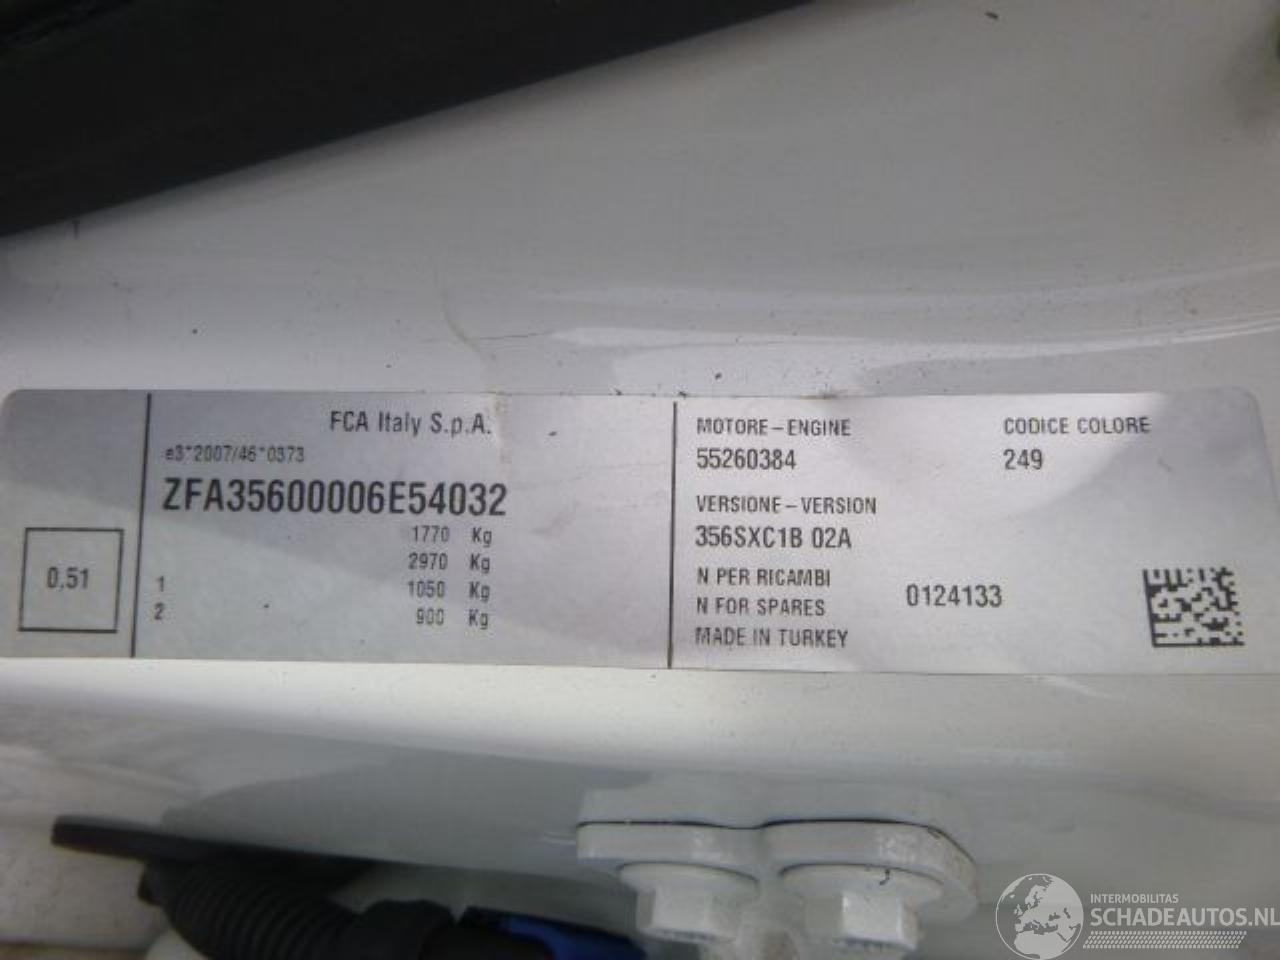 FCA Italy S.p.A.
e3*2007/46*0373
ZFA35600006E54032
1770 Kg
2970 Kg
1 1050 Kg
2 900 Kg
0,51
MOTORE-ENGINE CODICE COLORE
55260384 249
VERSIONE-VERSION
356SXC1B 02A
N PER RICAMBI
N FOR SPARES 0124133
MADE IN TURKEY
INTERMOBILITAS
SCHADEAUTOS.NL